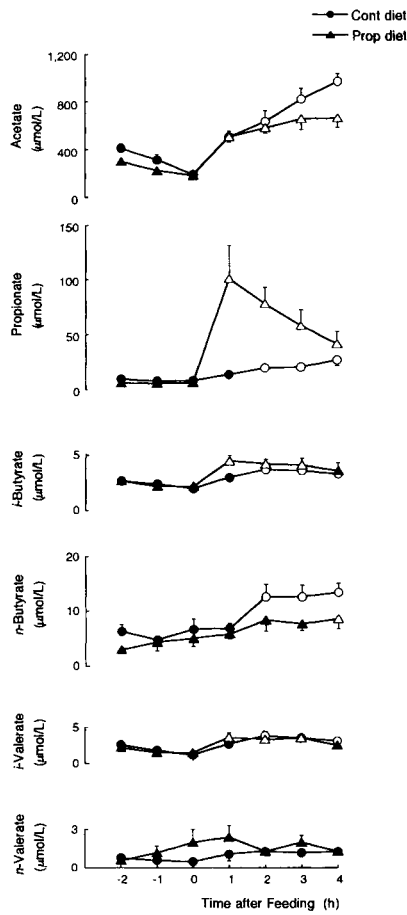 Cont diet
Prop diet
1,200
800
400
0
Acetate
(μmol/L)
150
100
50
0
Propionate
(μmol/L)
5
0
i-Butyrate
(μmol/L)
20
10
0
n-Butyrate
(μmol/L)
5
0
i-Valerate
(μmol/L)
3
0
n-Valerate
(μmol/L)
-2 -1 0 1 2 3 4
Time after Feeding (h)